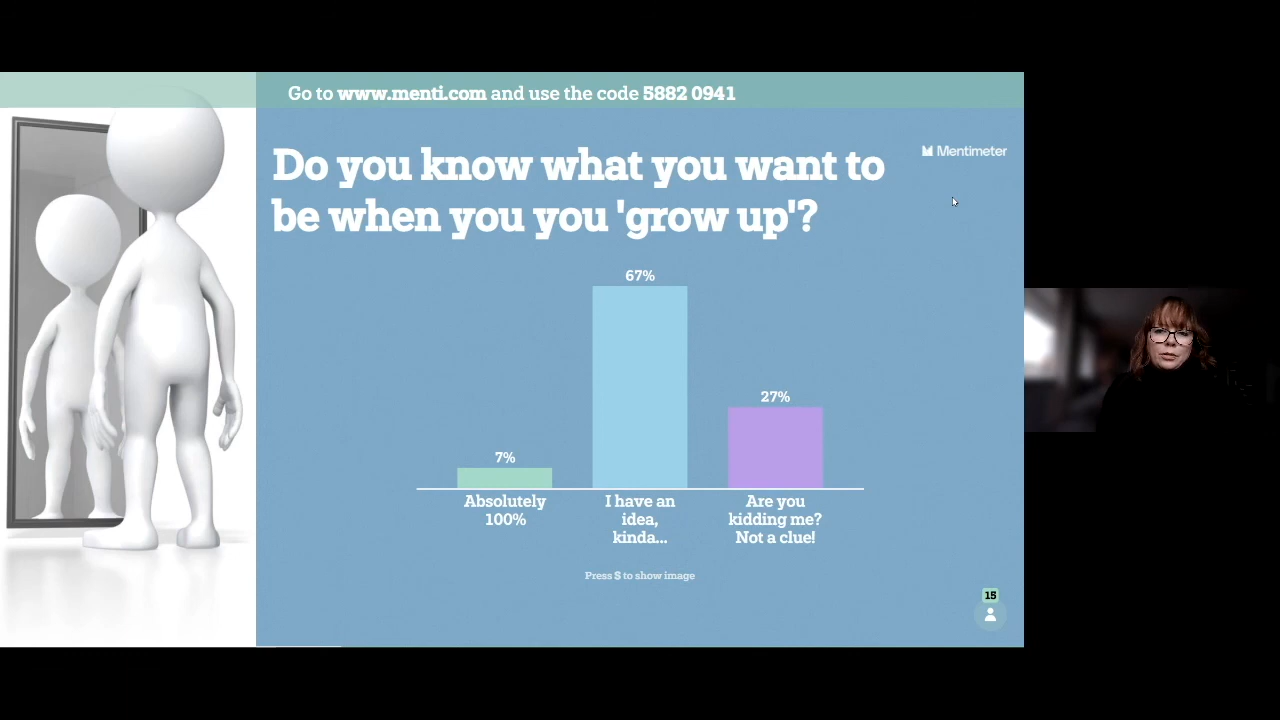 Go to www.menti.com and use the code 5882 0941
Mentimeter
Do you know what you want to
be when you you 'grow up'?
67%
27%
7%
Absolutely
100%
I have an
idea,
kinda...
Are you
kidding me?
Not a clue!
Press S to show image
15